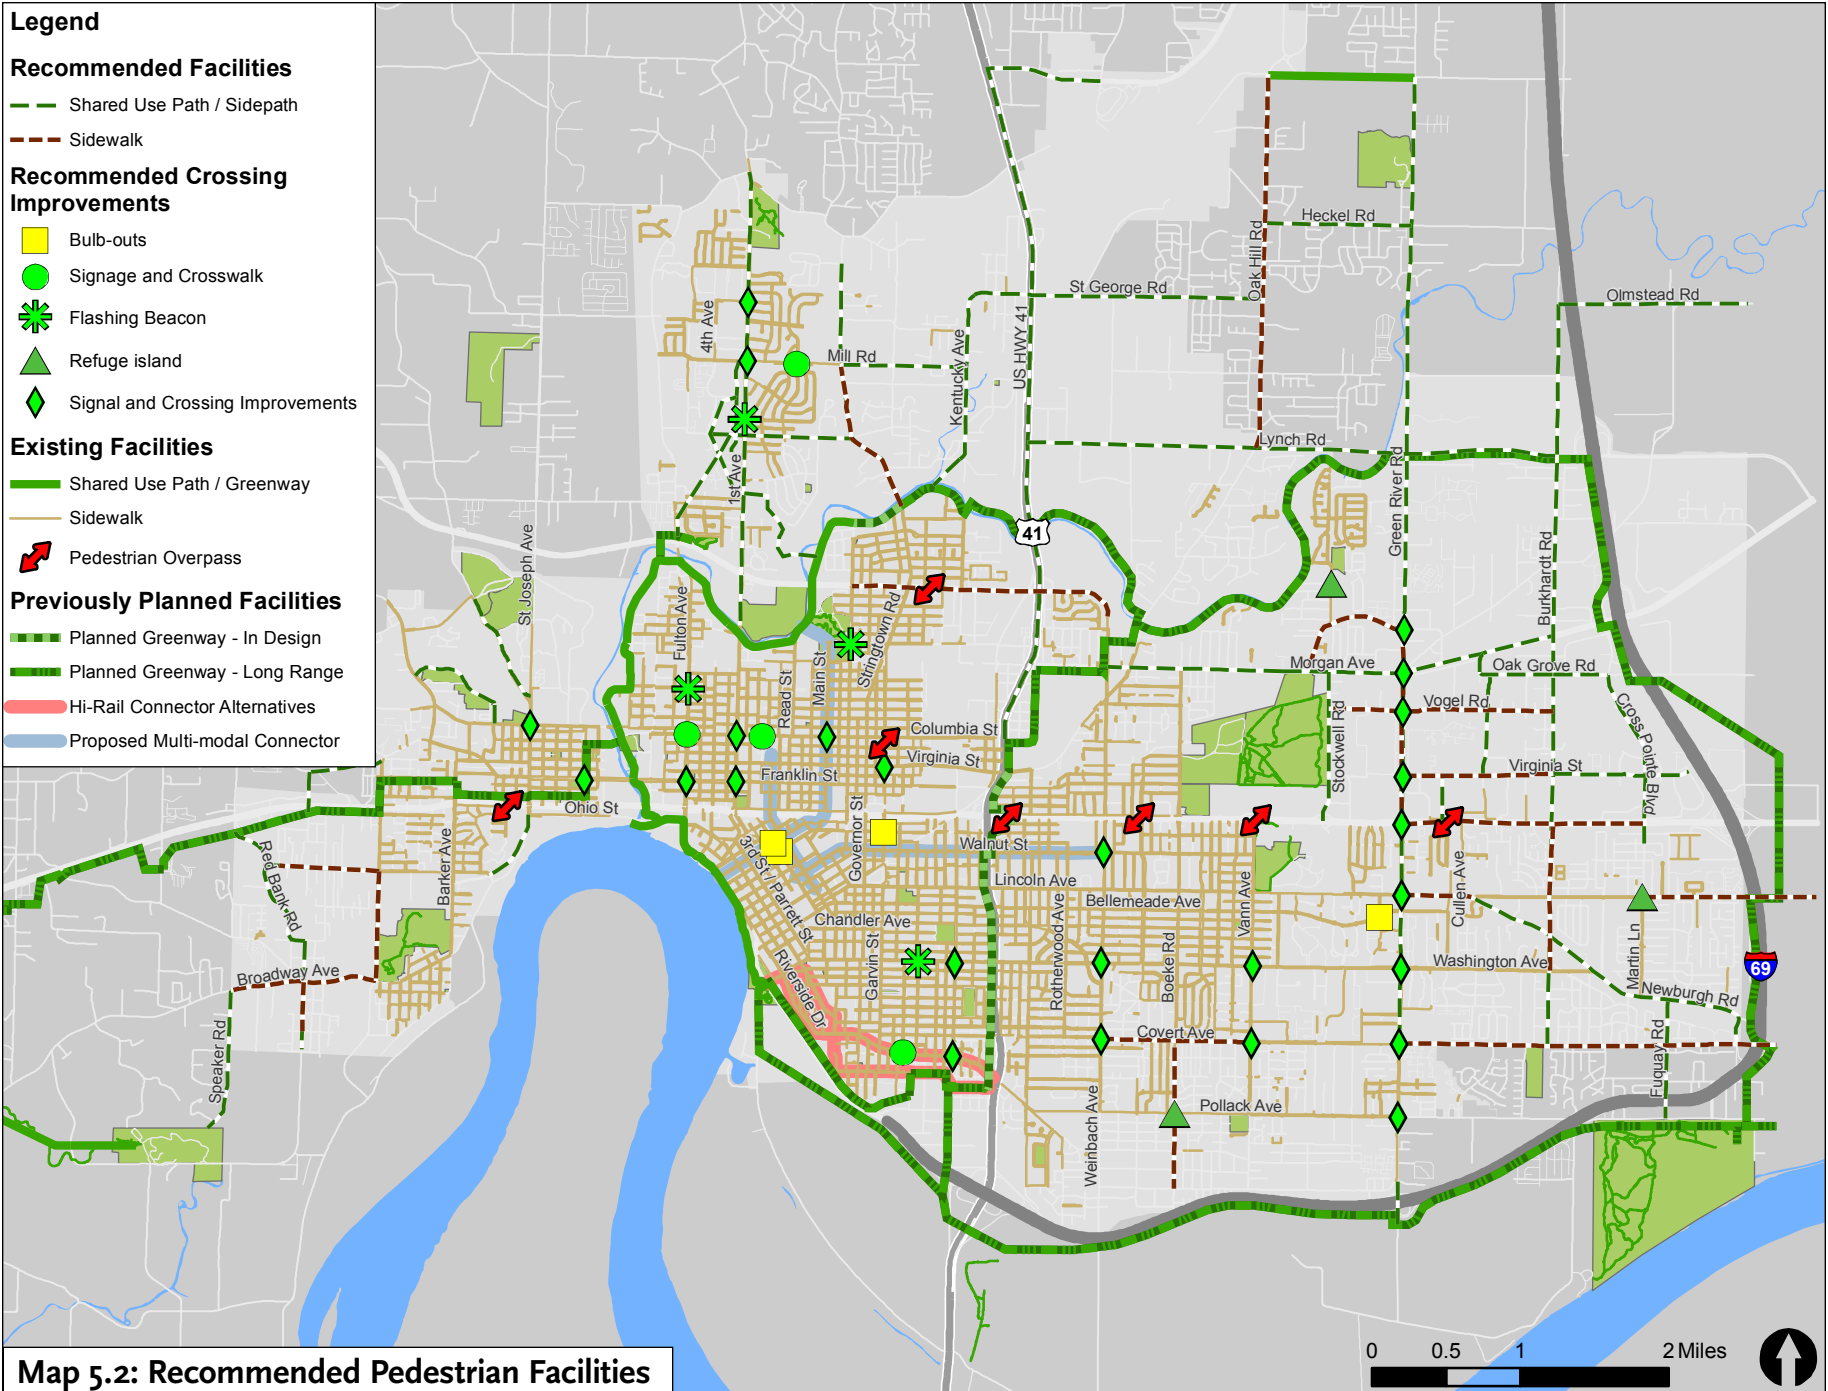 Legend
Recommended Facilities
Shared Use Path / Sidepath
Sidewalk
Recommended Crossing
Improvements
Bulb-outs
Signage and Crosswalk
Flashing Beacon
Refuge island
Signal and Crossing Improvements
Existing Facilities
Shared Use Path / Greenway
Sidewalk
Pedestrian Overpass
Previously Planned Facilities
Planned Greenway - In Design
Planned Greenway - Long Range
Hi-Rail Connector Alternatives
Proposed Multi-modal Connector
Heckel Rd
Oak Hill Rd
St George Rd
Olmstead Rd
4th Ave
Mill Rd
Kentucky Ave
US HWY 41
Lynch Rd
1st Ave
Green River Rd
41
St Joseph Ave
Burkhardt Rd
Fulton Ave
Stringtown Rd
Main St
Read St
Morgan Ave
Oak Grove Rd
Vogel Rd
Cross Pointe Blvd
Stockwell Rd
Columbia St
Virginia St
Franklin St
Virginia St
Ohio St
Governor St
Walnut St
3rd St / Parrett St
Red Bank Rd
Barker Ave
Lincoln Ave
Bellemeade Ave
Vann Ave
Cullen Ave
Chandler Ave
Rotherwood Ave
Garvin St
Boeke Rd
Martin Ln
Washington Ave
69
Broadway Ave
Riverside Dr
Newburgh Rd
Covert Ave
Speaker Rd
Fuquay Rd
Weinbach Ave
Pollack Ave
0 0.5 1 2 Miles
Map 5.2: Recommended Pedestrian Facilities